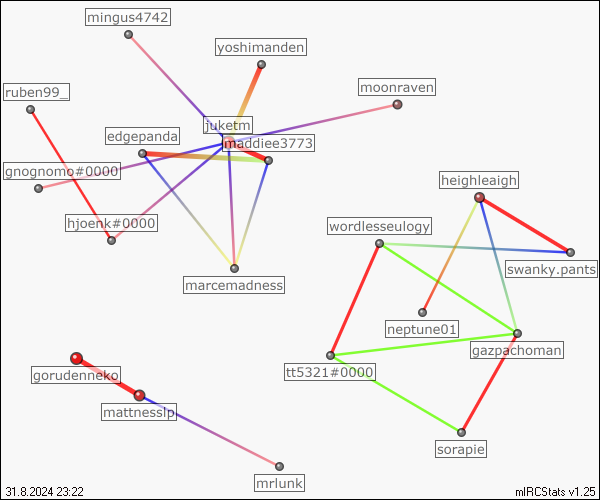 mingus4742
yoshimanden
moonraven
ruben99_
juketm
edgepanda
maddiee3773
gnognomo#0000
heighleaigh
hjoenk#0000
wordlesseulogy
swanky.pants
marcemadness
neptune01
gazpachoman
gorudenneko
tt5321#0000
mattnesslp
sorapie
mrlunk
31.8.2024 23:22
mIRCStats v1.25